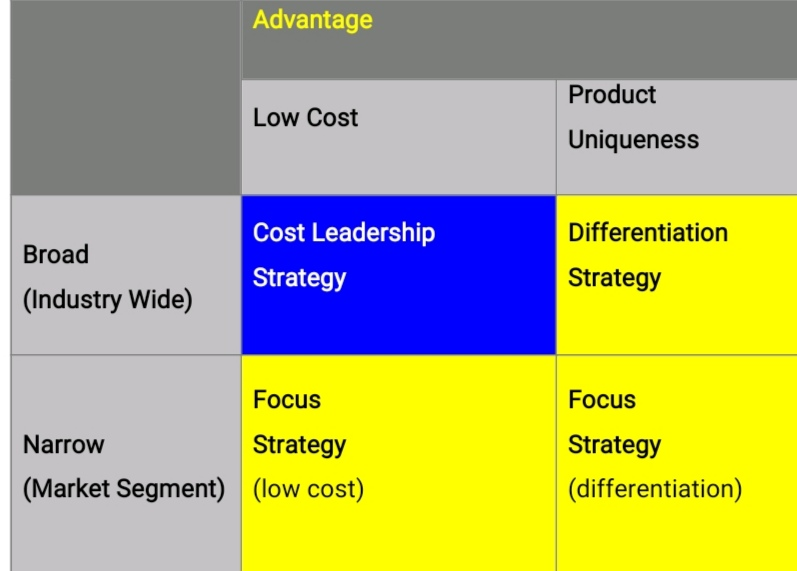 Advantage
Low Cost
Product
Uniqueness
Broad
(Industry Wide)
Cost Leadership
Strategy
Differentiation
Strategy
Narrow
(Market Segment)
Focus
Strategy
(low cost)
Focus
Strategy
(differentiation)